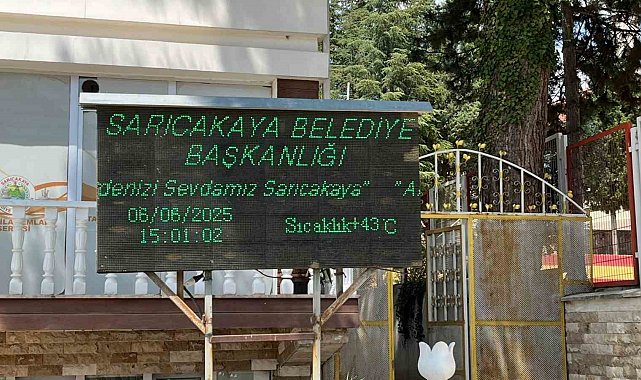 SARICAKAYA BELEDİYE
BAŞKANLIĞI
denizi Sevdamız Sarıcakaya" "A
06/06/2025
15:01:02
Sıcaklık+43°C